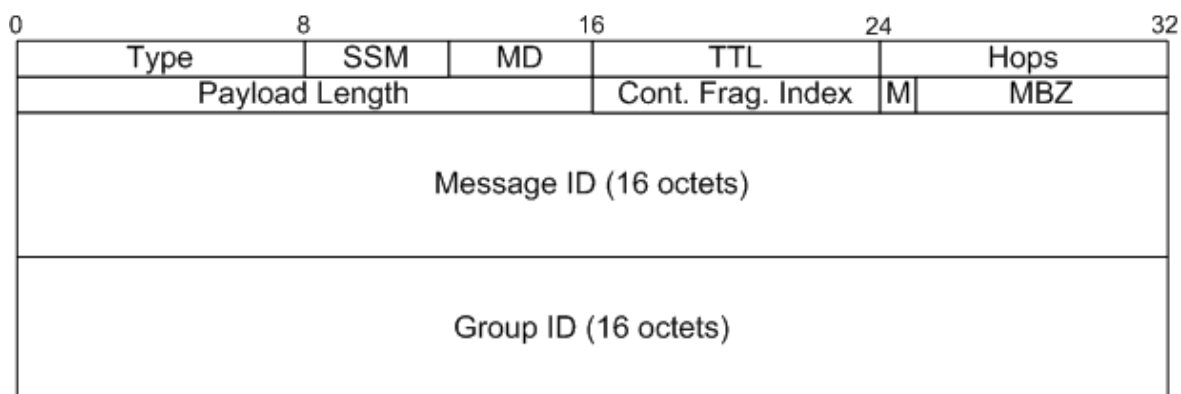 0 8 16 24 32
Type SSM MD TTL Hops
Payload Length Cont. Frag. Index M MBZ
Message ID (16 octets)
Group ID (16 octets)